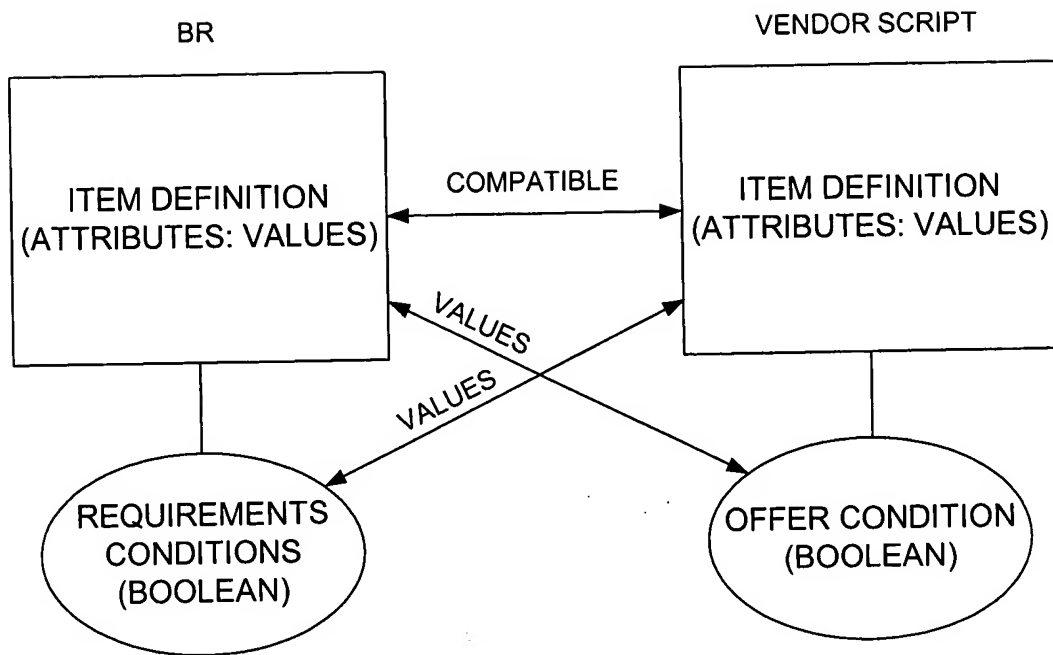 BR
VENDOR SCRIPT
ITEM DEFINITION
(ATTRIBUTES: VALUES)
COMPATIBLE
ITEM DEFINITION
(ATTRIBUTES: VALUES)
VALUES
VALUES
REQUIREMENTS
CONDITIONS
(BOOLEAN)
OFFER CONDITION
(BOOLEAN)